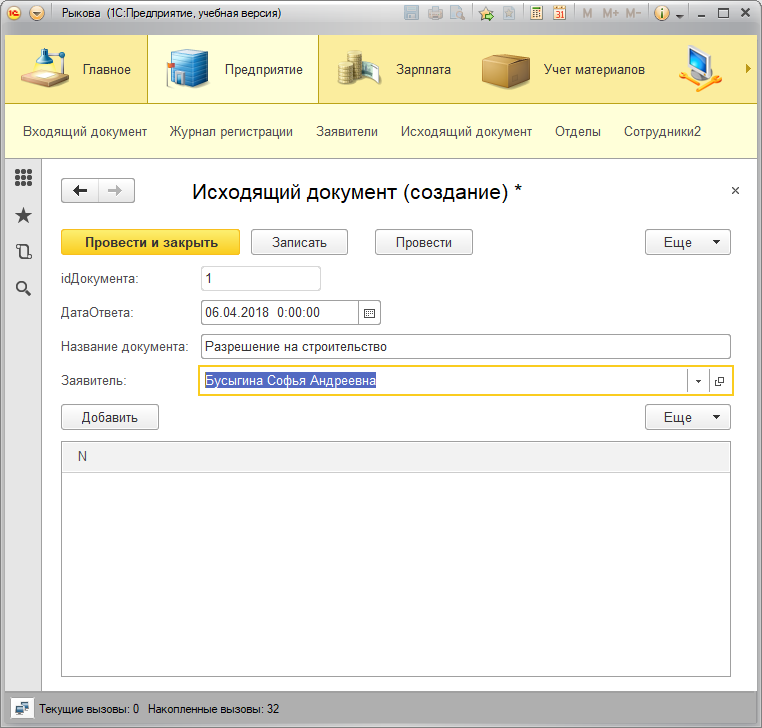 Рыкова (1С:Предприятие, учебная версия)
31 M M+ M− i
Главное Предприятие Зарплата Учет материалов
Входящий документ Журнал регистрации Заявители Исходящий документ Отделы Сотрудники2
Исходящий документ (создание) *
Провести и закрыть Записать Провести Еще
idДокумента: 1
ДатаОтвета: 06.04.2018 0:00:00
Название документа: Разрешение на строительство
Заявитель: Бусыгина Софья Андреевна
Добавить Еще
N
Текущие вызовы: 0 Накопленные вызовы: 32